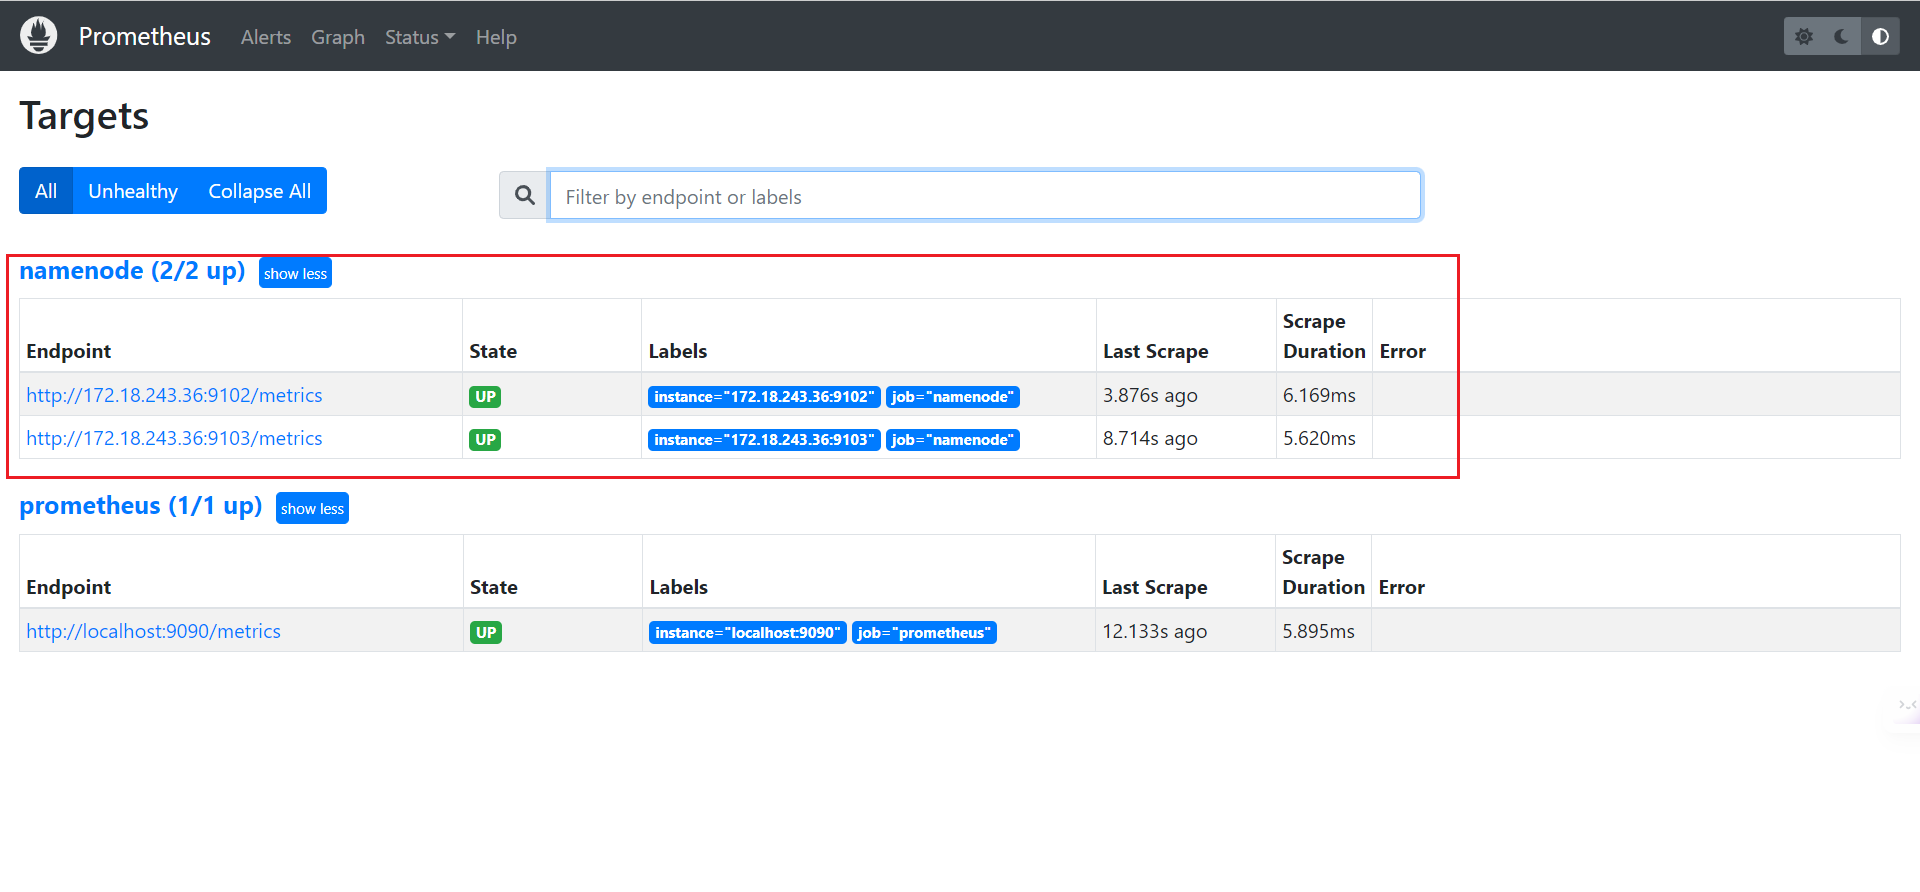 Prometheus Alerts Graph Status Help
Targets
All Unhealthy Collapse All
Filter by endpoint or labels
namenode (2/2 up) show less
Endpoint State Labels Last Scrape Scrape Duration Error
http://172.18.243.36:9102/metrics UP instance="172.18.243.36:9102" job="namenode" 3.876s ago 6.169ms
http://172.18.243.36:9103/metrics UP instance="172.18.243.36:9103" job="namenode" 8.714s ago 5.620ms
prometheus (1/1 up) show less
Endpoint State Labels Last Scrape Scrape Duration Error
http://localhost:9090/metrics UP instance="localhost:9090" job="prometheus" 12.133s ago 5.895ms